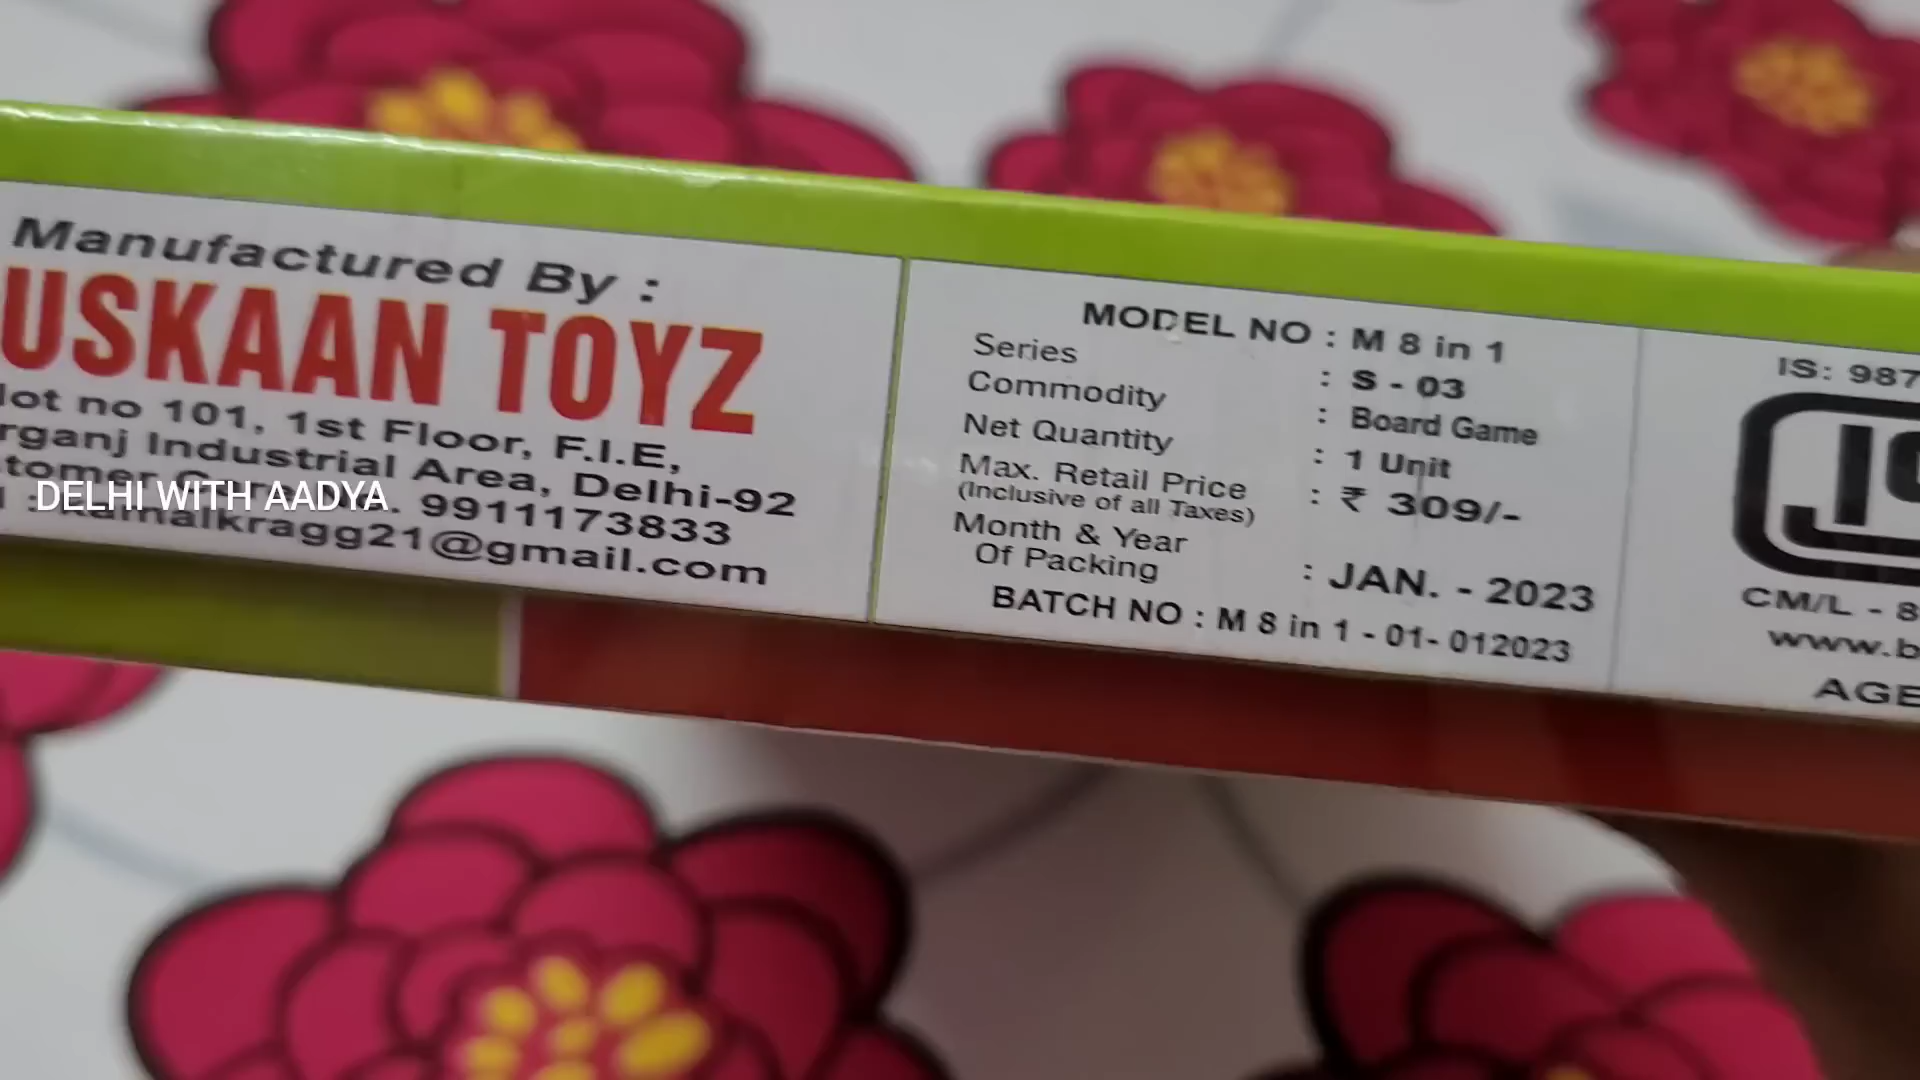 Manufactured By :
USKAAN TOYZ
lot no 101, 1st Floor, F.I.E,
rganj Industrial Area, Delhi-92
9911173833
kamalkragg21@gmail.com
DELHI WITH AADYA
MODEL NO : M 8 in 1
Series : S - 03
Commodity : Board Game
Net Quantity : 1 Unit
Max. Retail Price : ₹ 309/-
(Inclusive of all Taxes)
Month & Year
Of Packing : JAN. - 2023
BATCH NO : M 8 in 1 - 01- 012023
IS: 987
CM/L - 8
www.b
AGE